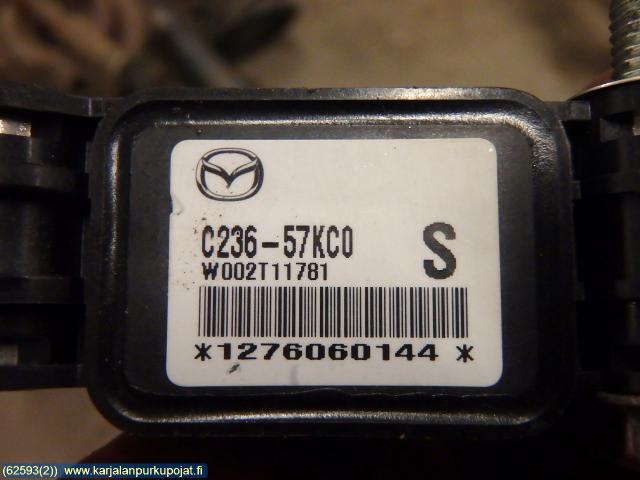 C236-57KC0
S
W002T11781
*1276060144*
(62593(2)) www.karjalanpurkupojat.fi